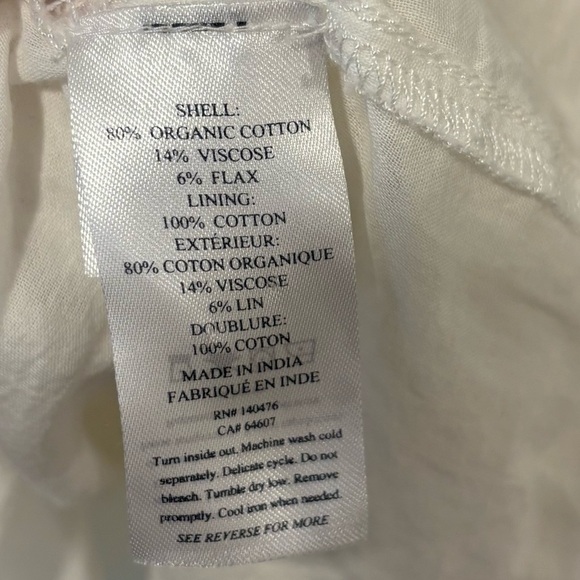 SHELL:
80% ORGANIC COTTON
14% VISCOSE
6% FLAX
LINING:
100% COTTON
EXTÉRIEUR:
80% COTON ORGANIQUE
14% VISCOSE
6% LIN
DOUBLURE:
100% COTON
MADE IN INDIA
FABRIQUÉ EN INDE
RN# 140476
CA# 64607
Turn inside out. Machine wash cold
separately. Delicate cycle. Do not
bleach. Tumble dry low. Remove
promptly. Cool iron when needed.
SEE REVERSE FOR MORE